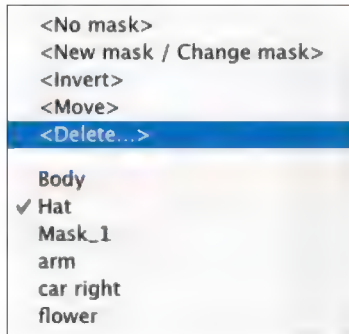 <No mask>
<New mask / Change mask>
<Invert>
<Move>
<Delete...>
Body
✓ Hat
Mask_1
arm
car right
flower